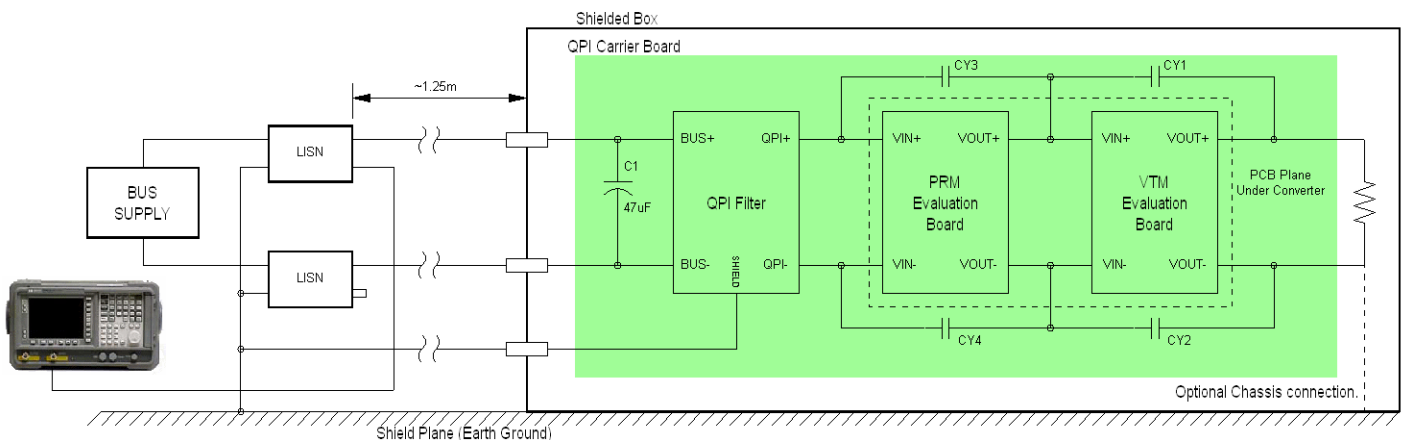 Shielded Box
QPI Carrier Board
CY3
CY1
~1.25m
LISN
BUS+
QPI+
VIN+
VOUT+
VIN+
VOUT+
C1
47uF
BUS
SUPPLY
QPI Filter
PRM
Evaluation
Board
VTM
Evaluation
Board
PCB Plane
Under Converter
LISN
BUS-
SHIELD
QPI-
VIN-
VOUT-
VIN-
VOUT-
CY4
CY2
Optional Chassis connection.
Shield Plane (Earth Ground)